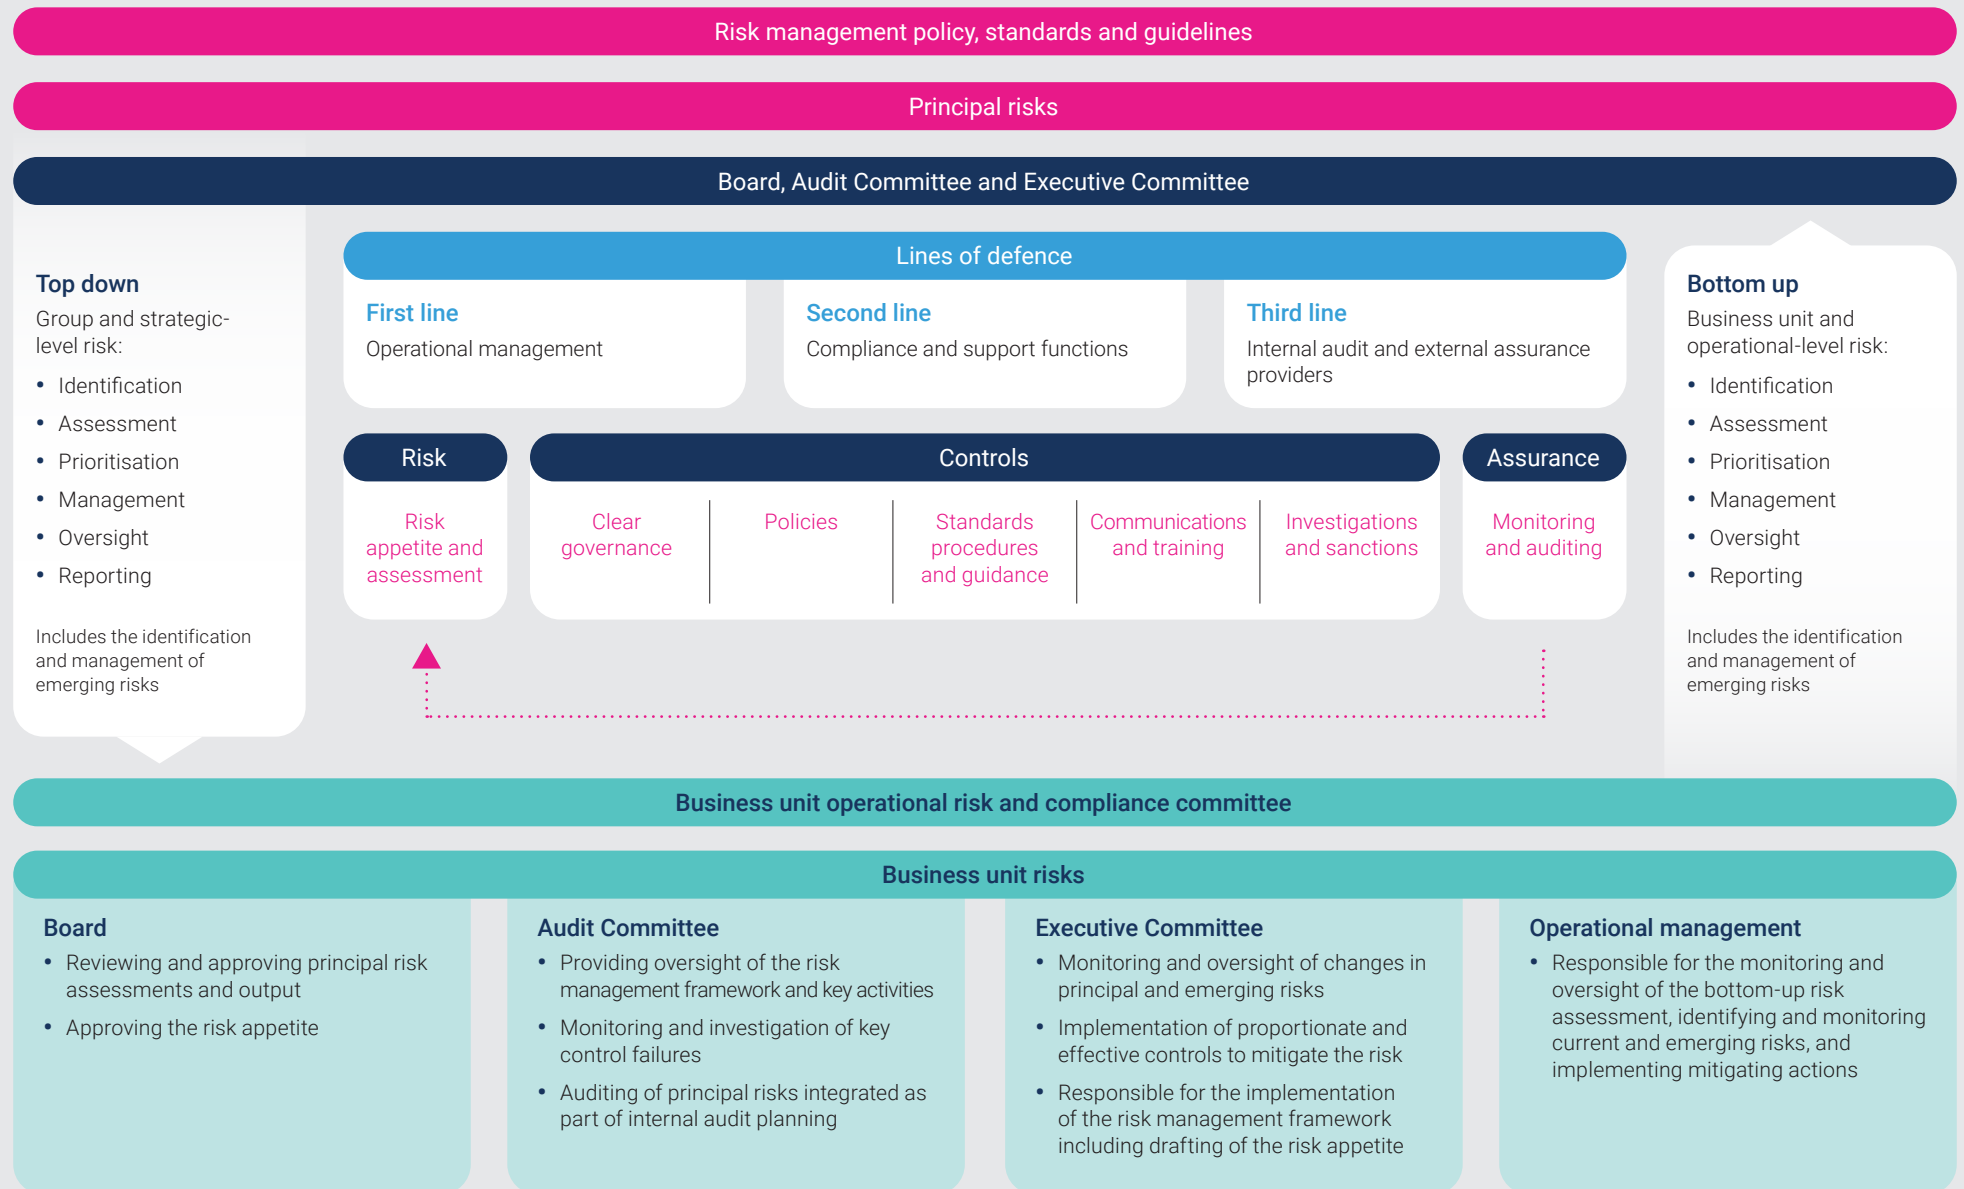 Risk management policy, standards and guidelines
Principal risks
Board, Audit Committee and Executive Committee
Top down
Group and strategic-
level risk:
• Identification
• Assessment
• Prioritisation
• Management
• Oversight
• Reporting
Includes the identification
and management of
emerging risks
Lines of defence
First line
Operational management
Second line
Compliance and support functions
Third line
Internal audit and external assurance
providers
Risk
Risk
appetite and
assessment
Controls
Clear
governance
Policies
Standards
procedures
and guidance
Communications
and training
Investigations
and sanctions
Assurance
Monitoring
and auditing
Bottom up
Business unit and
operational-level risk:
• Identification
• Assessment
• Prioritisation
• Management
• Oversight
• Reporting
Includes the identification
and management of
emerging risks
Business unit operational risk and compliance committee
Business unit risks
Board
• Reviewing and approving principal risk
assessments and output
• Approving the risk appetite
Audit Committee
• Providing oversight of the risk
management framework and key activities
• Monitoring and investigation of key
control failures
• Auditing of principal risks integrated as
part of internal audit planning
Executive Committee
• Monitoring and oversight of changes in
principal and emerging risks
• Implementation of proportionate and
effective controls to mitigate the risk
• Responsible for the implementation
of the risk management framework
including drafting of the risk appetite
Operational management
• Responsible for the monitoring and
oversight of the bottom-up risk
assessment, identifying and monitoring
current and emerging risks, and
implementing mitigating actions